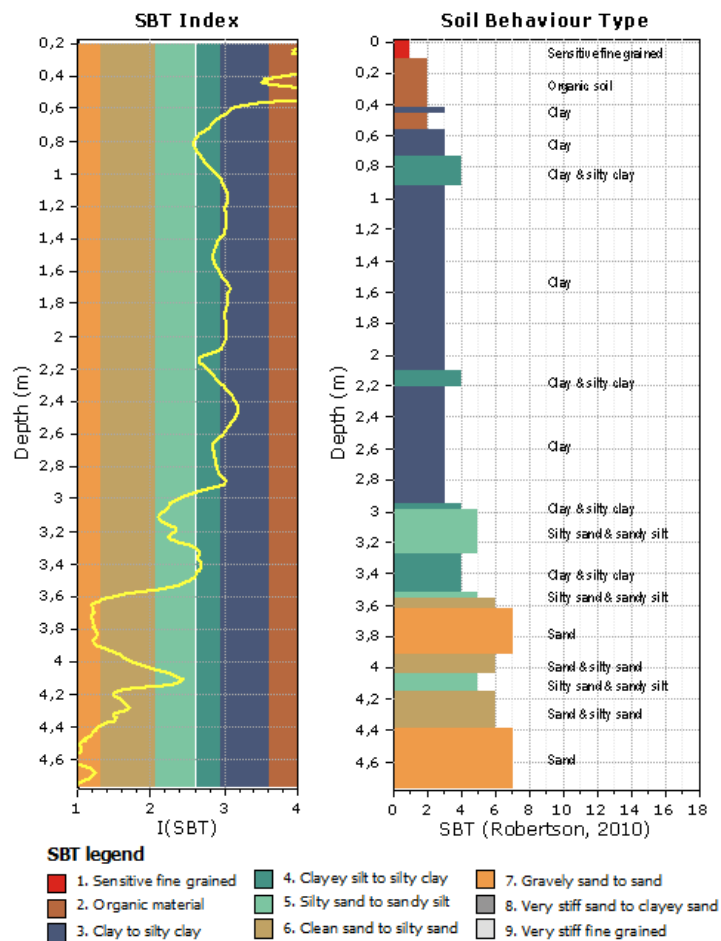 SBT Index
0,2
0,4
0,6
0,8
1
1,2
1,4
1,6
1,8
2
2,2
2,4
2,6
2,8
3
3,2
3,4
3,6
3,8
4
4,2
4,4
4,6
Depth (m)
1
2
3
4
I(SBT)
Soil Behaviour Type
0
0,2
0,4
0,6
0,8
1
1,2
1,4
1,6
1,8
2
2,2
2,4
2,6
2,8
3
3,2
3,4
3,6
3,8
4
4,2
4,4
4,6
Depth (m)
Sensitive fine grained
Organic soil
Clay
Clay
Clay & silty clay
Clay
Clay & silty clay
Clay
Clay & silty clay
Silty sand & sandy silt
Clay & silty clay
Silty sand & sandy silt
Sand
Sand & silty sand
Silty sand & sandy silt
Sand & silty sand
Sand
0 2 4 6 8 10 12 14 16 18
SBT (Robertson, 2010)
SBT legend
1. Sensitive fine grained
2. Organic material
3. Clay to silty clay
4. Clayey silt to silty clay
5. Silty sand to sandy silt
6. Clean sand to silty sand
7. Gravely sand to sand
8. Very stiff sand to clayey sand
9. Very stiff fine grained